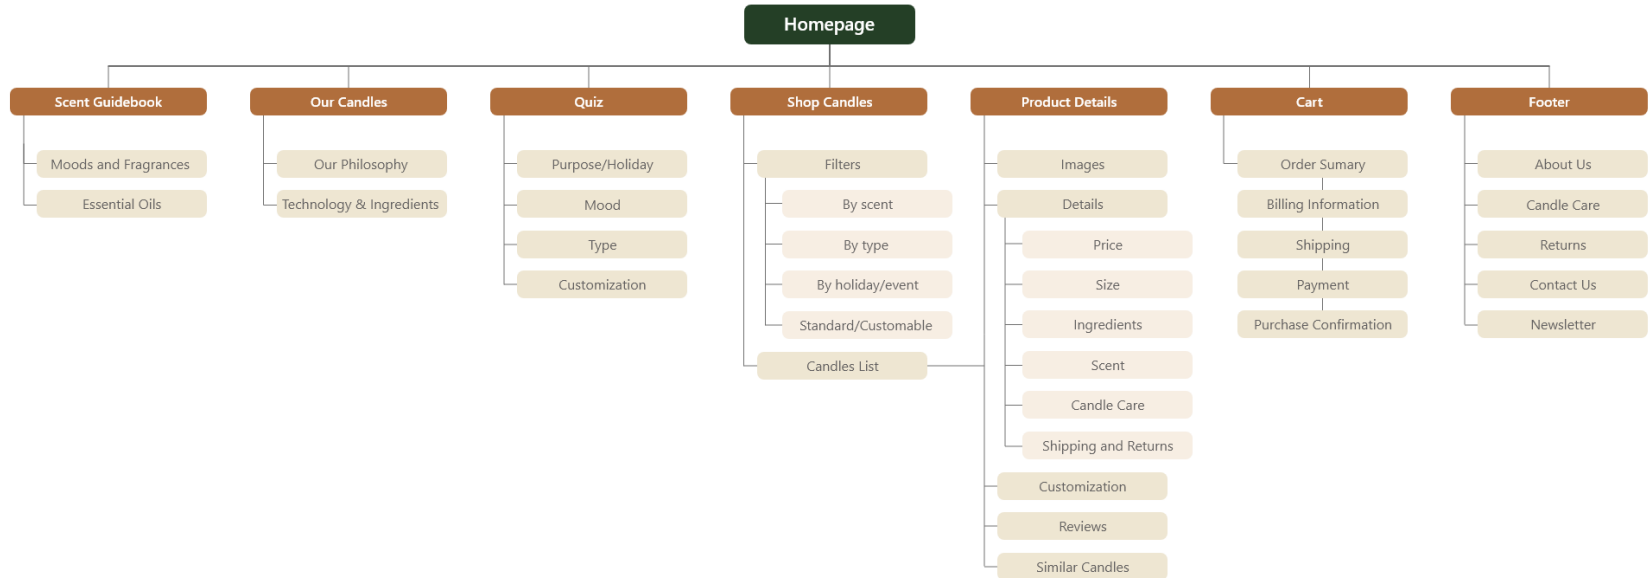 Homepage
Scent Guidebook
Moods and Fragrances
Essential Oils
Our Candles
Our Philosophy
Technology & Ingredients
Quiz
Purpose/Holiday
Mood
Type
Customization
Shop Candles
Filters
By scent
By type
By holiday/event
Standard/Customable
Candles List
Product Details
Images
Details
Price
Size
Ingredients
Scent
Candle Care
Shipping and Returns
Customization
Reviews
Similar Candles
Cart
Order Sumary
Billing Information
Shipping
Payment
Purchase Confirmation
Footer
About Us
Candle Care
Returns
Contact Us
Newsletter